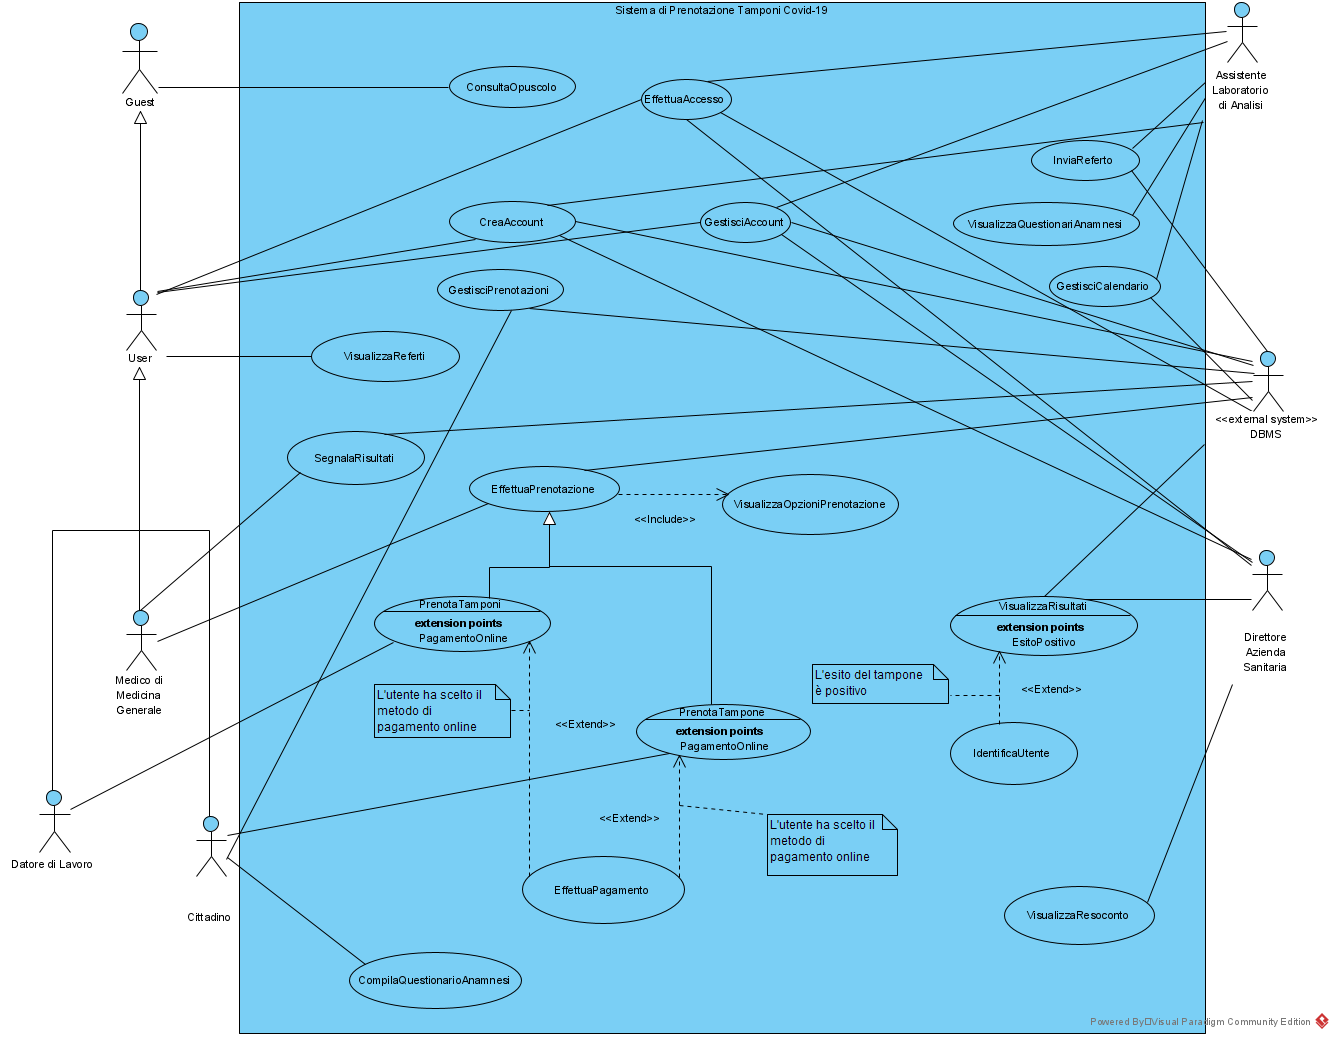 Sistema di Prenotazione Tamponi Covid-19
Guest
ConsultaOpuscolo
EffettuaAccesso
Assistente
Laboratorio
di Analisi
InviaReferto
CreaAccount
GestisciAccount
VisualizzaQuestionariAnamnesi
GestisciPrenotazioni
GestisciCalendario
User
VisualizzaReferti
<<external system>>
DBMS
SegnalaRisultati
EffettuaPrenotazione
<<Include>>
VisualizzaOpzioniPrenotazione
PrenotaTamponi
extension points
PagamentoOnline
VisualizzaRisultati
extension points
EsitoPositivo
Direttore
Azienda
Sanitaria
Medico di
Medicina
Generale
L'utente ha scelto il
metodo di
pagamento online
<<Extend>>
L'esito del tampone
è positivo
<<Extend>>
PrenotaTampone
extension points
PagamentoOnline
IdentificaUtente
<<Extend>>
L'utente ha scelto il
metodo di
pagamento online
Datore di Lavoro
EffettuaPagamento
Cittadino
VisualizzaResoconto
CompilaQuestionarioAnamnesi
Powered By Visual Paradigm Community Edition